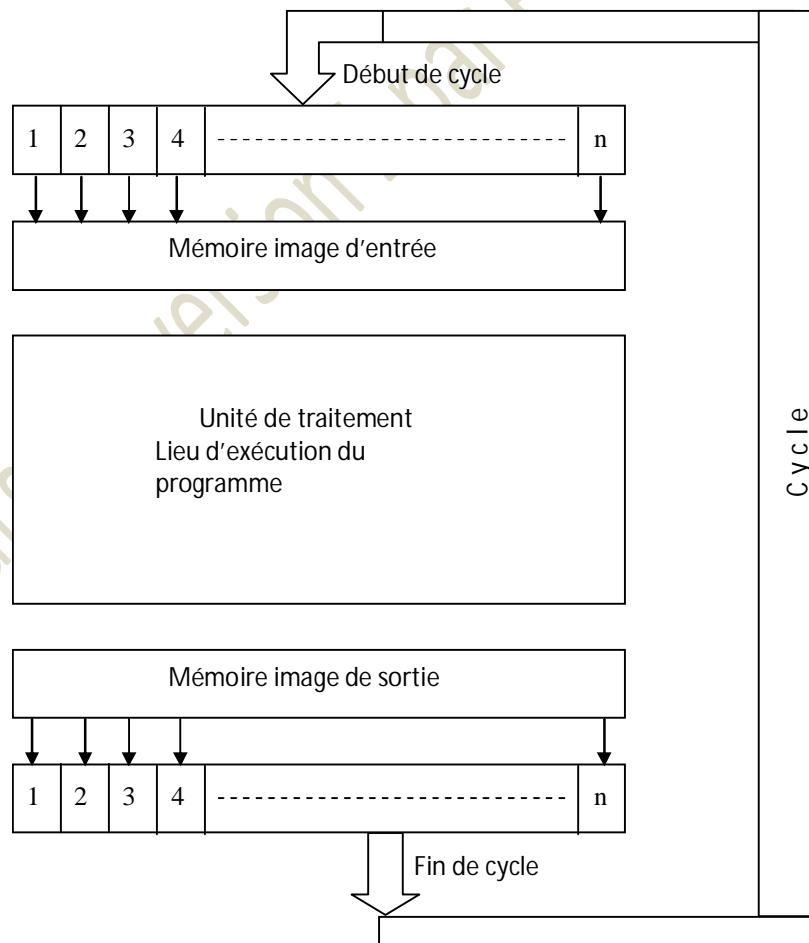 Début de cycle
1 2 3 4 n
Mémoire image d'entrée
Unité de traitement
Lieu d'exécution du
programme
Cycle
Mémoire image de sortie
1 2 3 4 n
Fin de cycle